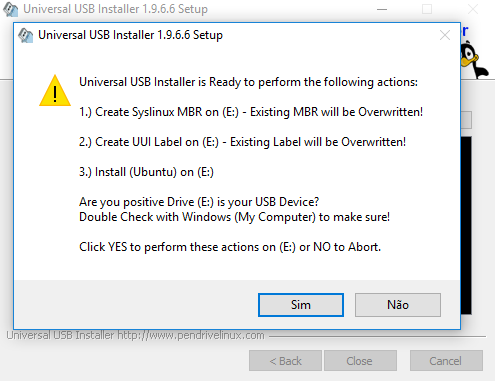 Universal USB Installer 1.9.6.6 Setup
Universal USB Installer 1.9.6.6 Setup
Universal USB Installer is Ready to perform the following actions:
1.) Create Syslinux MBR on (E:) - Existing MBR will be Overwritten!
2.) Create UUI Label on (E:) - Existing Label will be Overwritten!
3.) Install (Ubuntu) on (E:)
Are you positive Drive (E:) is your USB Device?
Double Check with Windows (My Computer) to make sure!
Click YES to perform these actions on (E:) or NO to Abort.
Sim Não
Universal USB Installer http://www.pendrivelinux.com
< Back Close Cancel